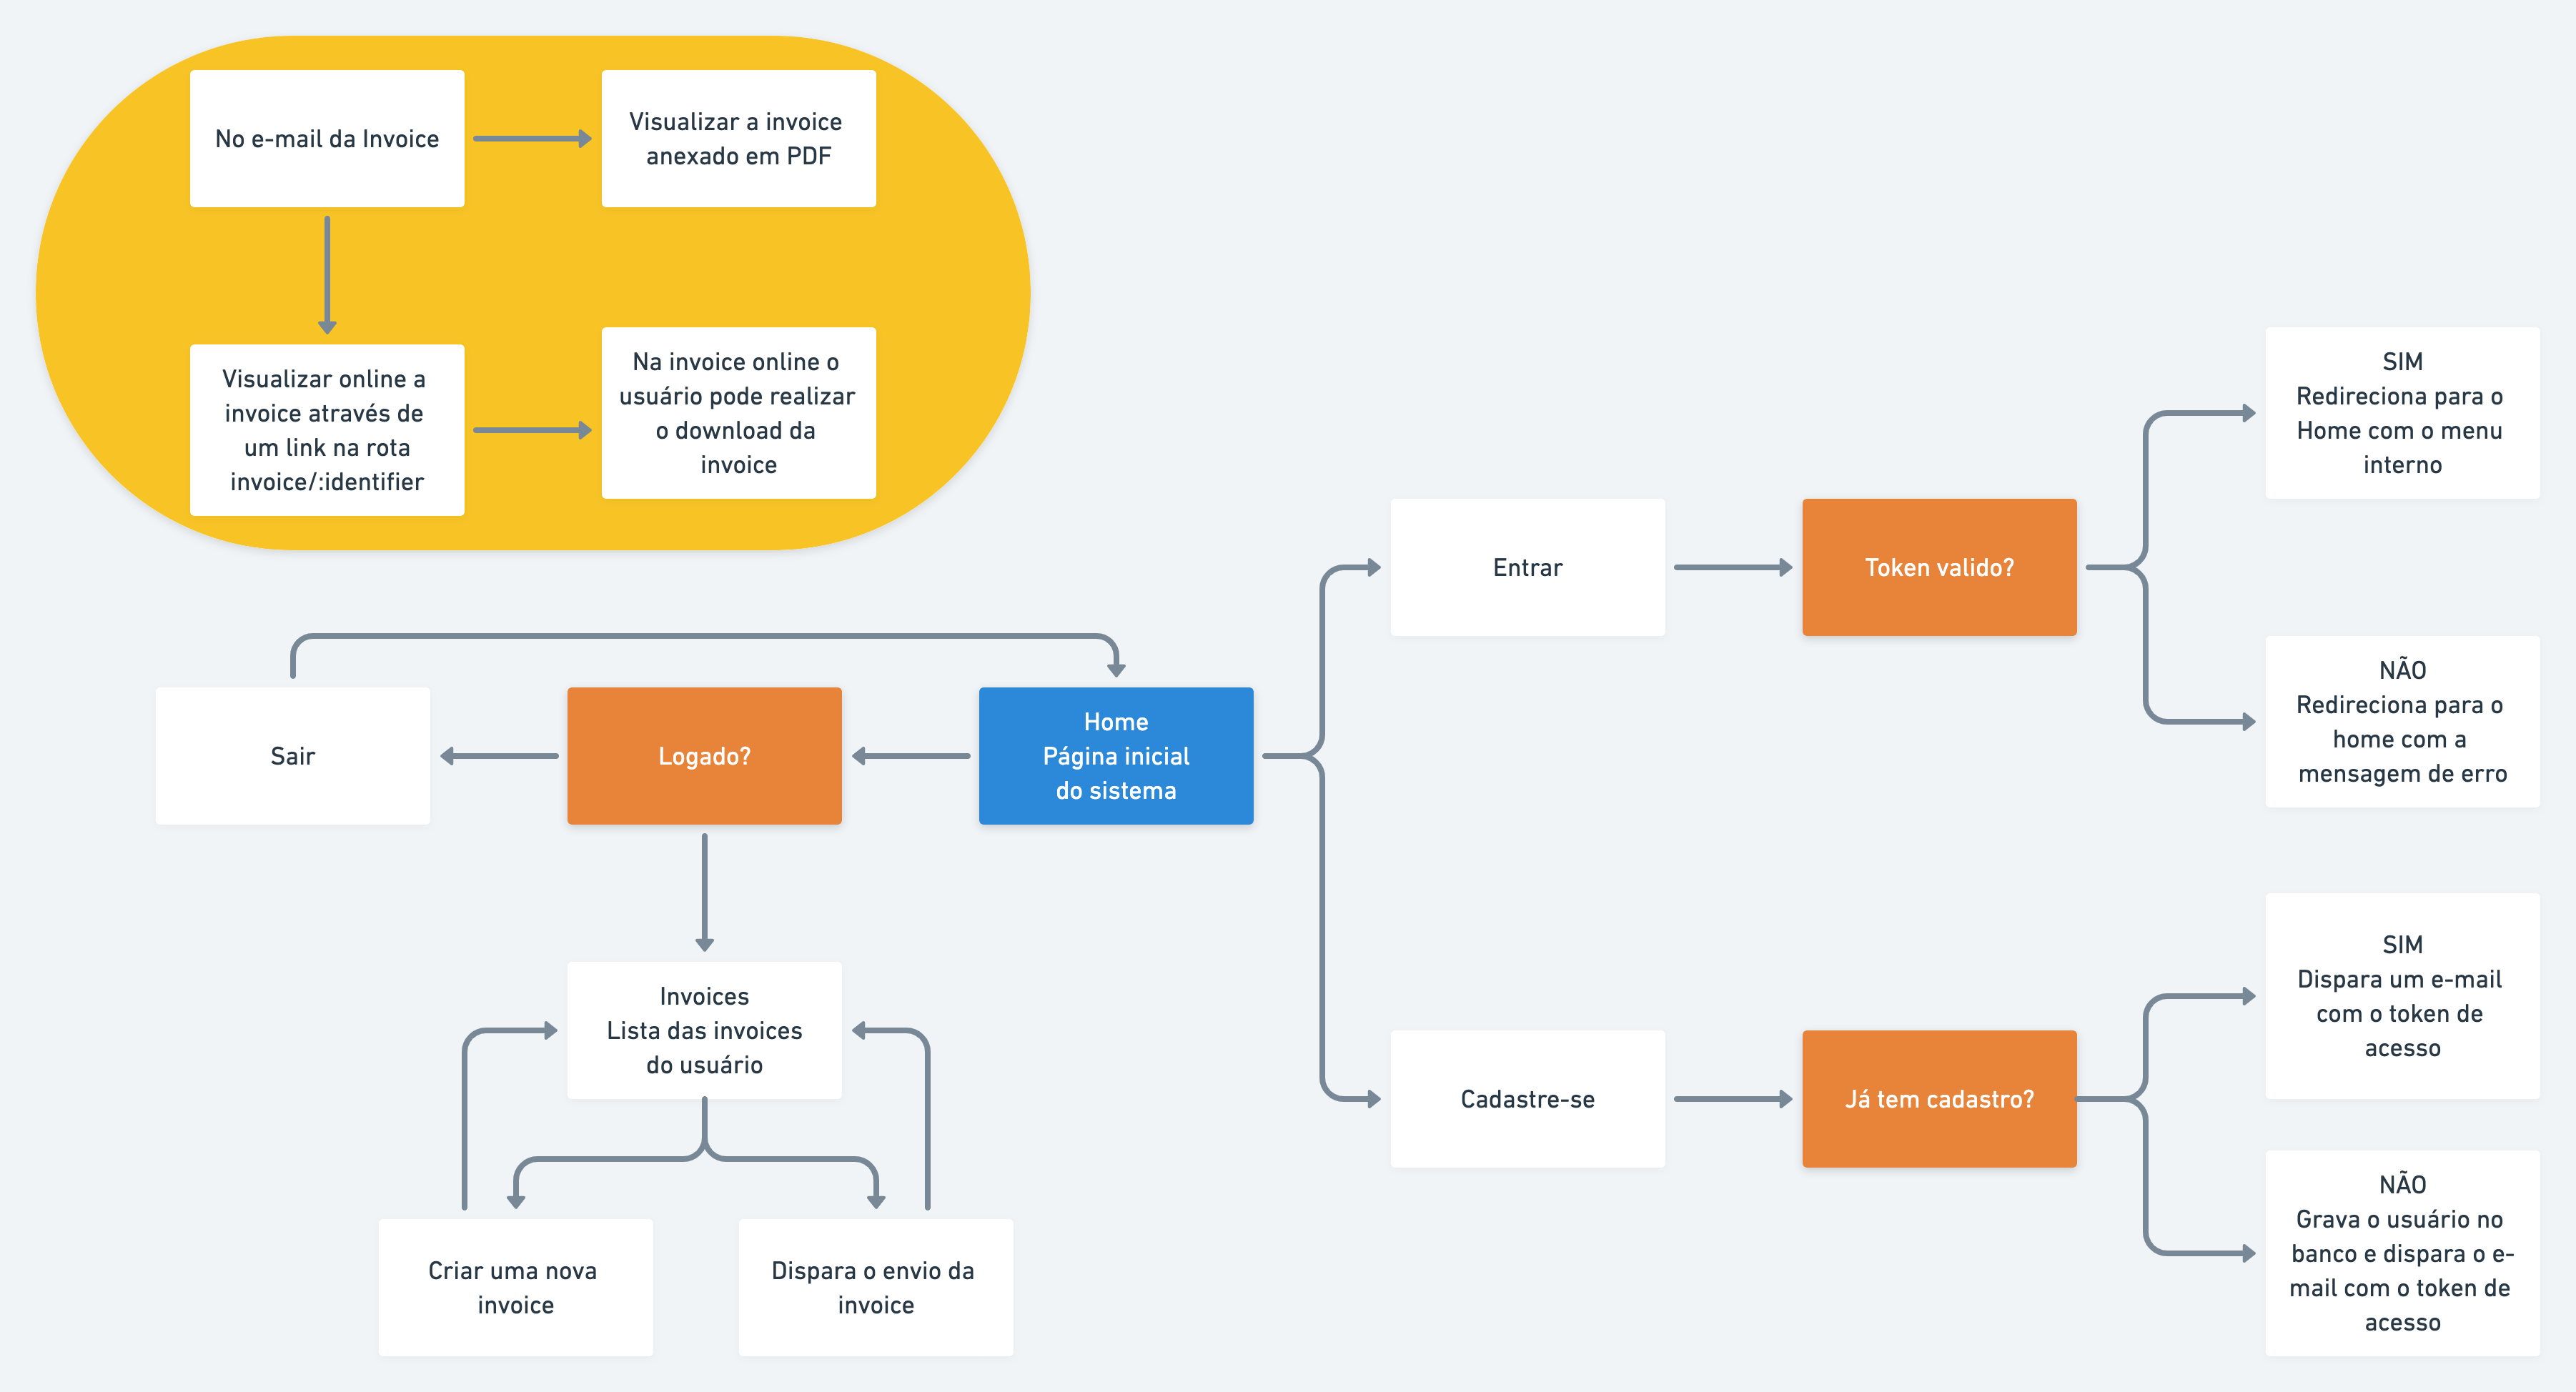 No e-mail da Invoice
Visualizar a invoice
anexado em PDF
Visualizar online a
invoice através de
um link na rota
invoice/:identifier
Na invoice online o
usuário pode realizar
o download da
invoice
SIM
Redireciona para o
Home com o menu
interno
Entrar
Token valido?
NÃO
Redireciona para o
home com a
mensagem de erro
Sair
Logado?
Home
Página inicial
do sistema
Invoices
Lista das invoices
do usuário
SIM
Dispara um e-mail
com o token de
acesso
Cadastre-se
Já tem cadastro?
NÃO
Grava o usuário no
banco e dispara o e-
mail com o token de
acesso
Criar uma nova
invoice
Dispara o envio da
invoice